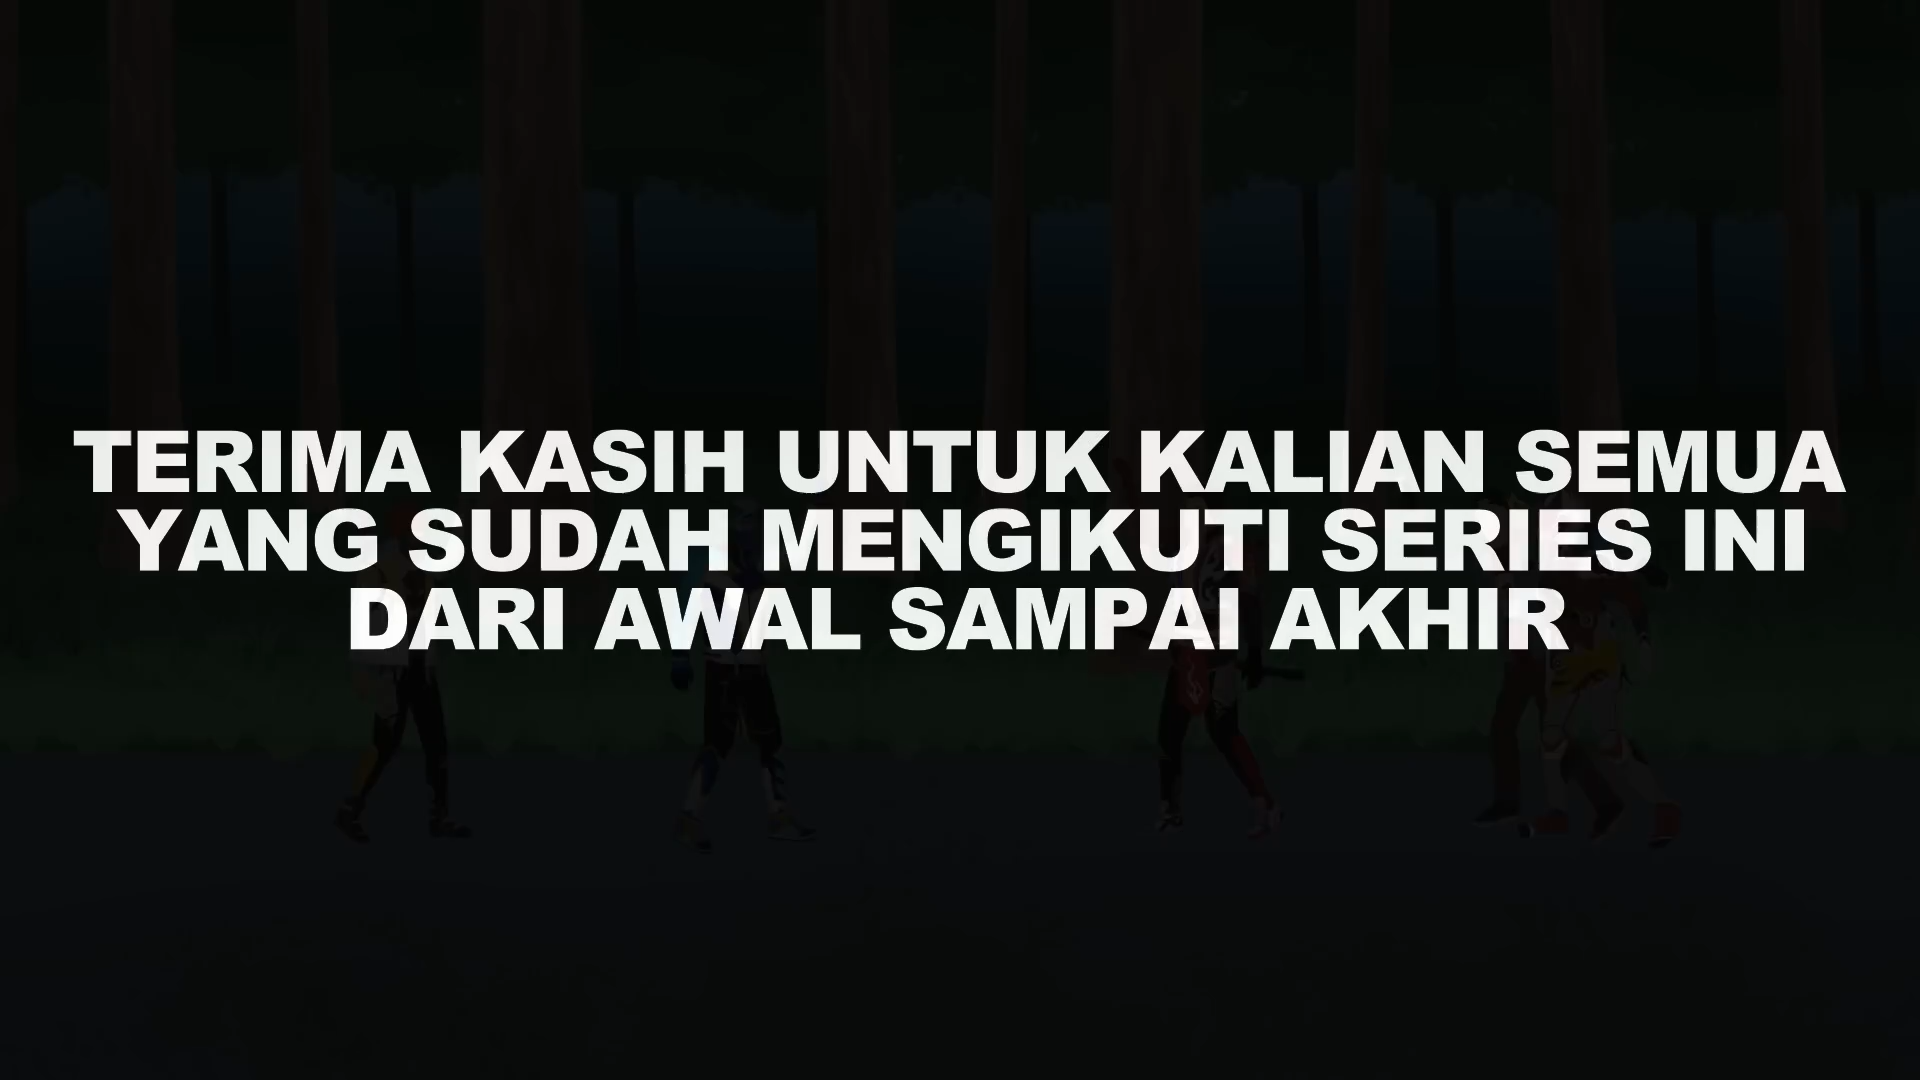 TERIMA KASIH UNTUK KALIAN SEMUA
YANG SUDAH MENGIKUTI SERIES INI
DARI AWAL SAMPAI AKHIR